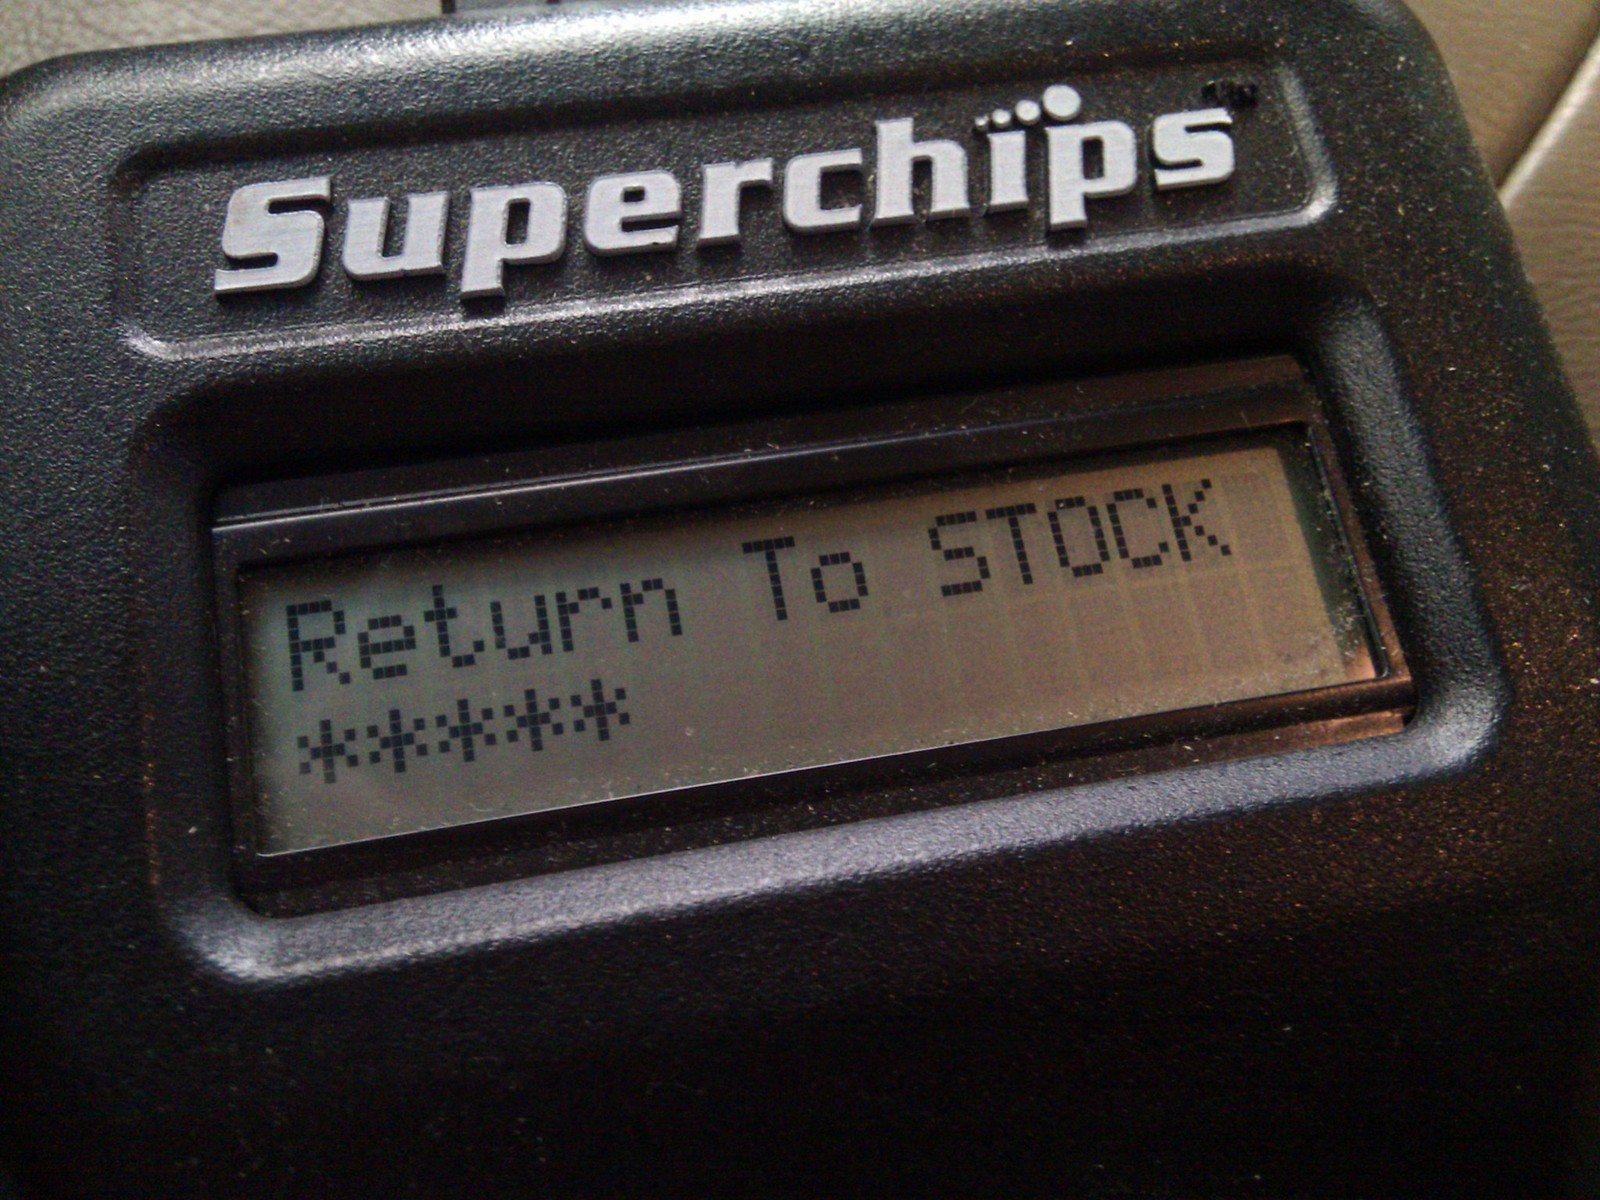 Superchips
Return To STOCK
*****